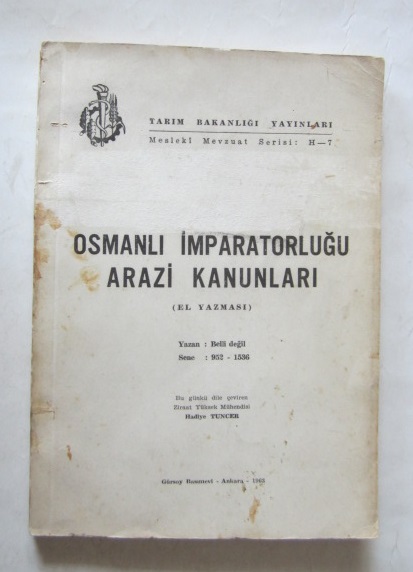 TARIM BAKANLIĞI YAYINLARI
Meslekî Mevzuat Serisi: H—7
OSMANLI İMPARATORLUĞU
ARAZİ KANUNLARI
(EL YAZMASI)
Yazan : Belli değil
Sene : 952 - 1536
Bu günkü dile çeviren
Ziraat Yüksek Mühendisi
Hadiye TUNCER
Gürsoy Basımevi - Ankara -